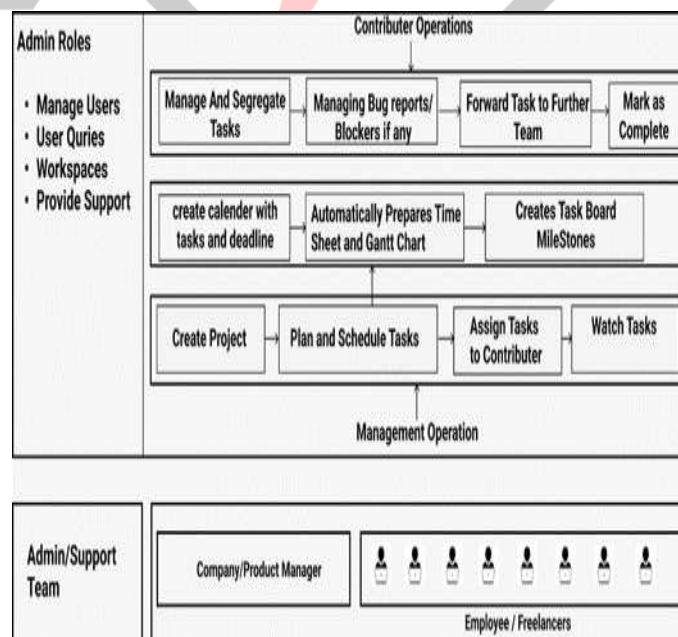 Admin Roles
• Manage Users
• User Quries
• Workspaces
• Provide Support
Contributer Operations
Manage And Segregate
Tasks
Managing Bug reports/
Blockers if any
Forward Task to Further
Team
Mark as
Complete
create calender with
tasks and deadline
Automatically Prepares Time
Sheet and Gantt Chart
Creates Task Board
MileStones
Create Project
Plan and Schedule Tasks
Assign Tasks
to Contributer
Watch Tasks
Management Operation
Admin/Support
Team
Company/Product Manager
Employee / Freelancers